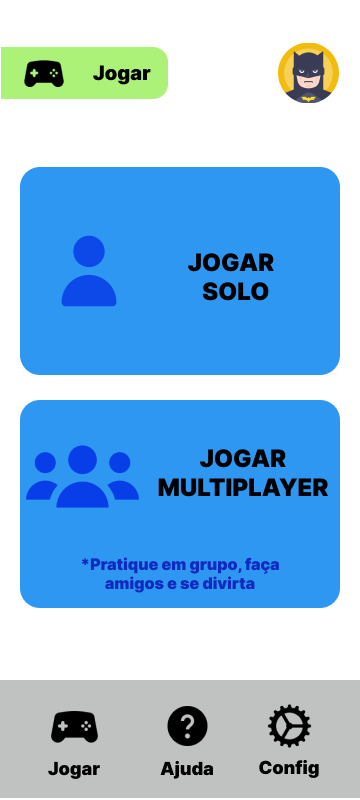 Jogar
JOGAR
SOLO
JOGAR
MULTIPLAYER
*Pratique em grupo, faça
amigos e se divirta
Jogar
Ajuda
Config